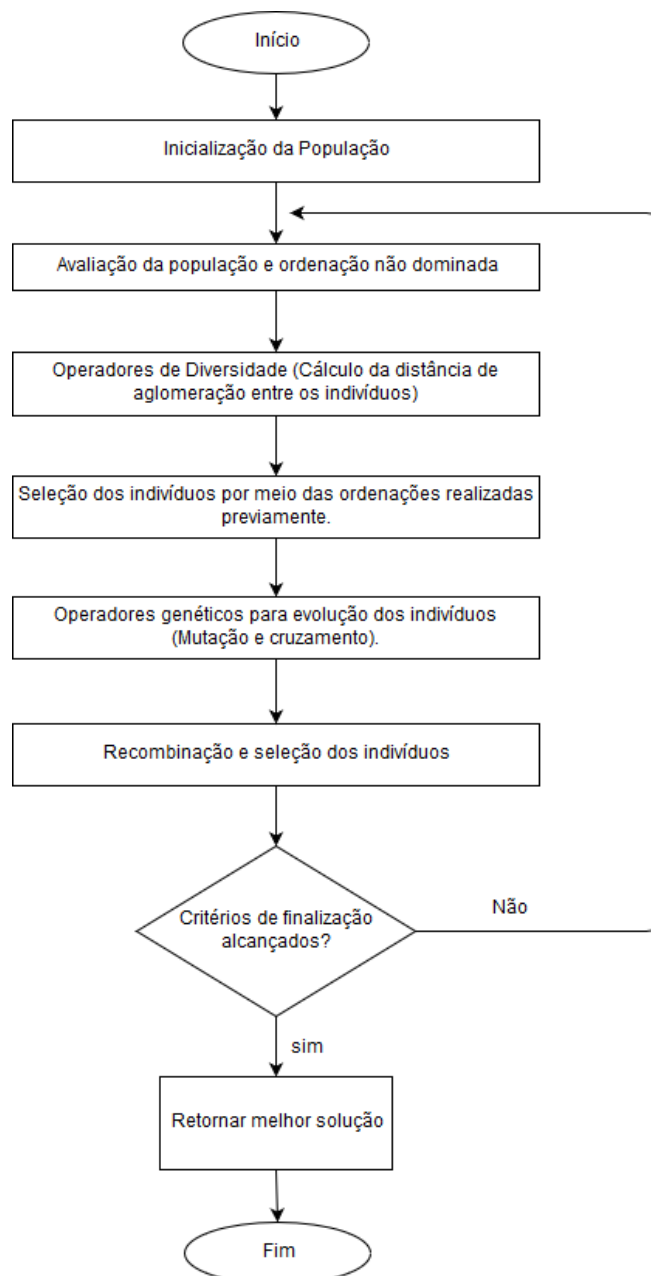 Início
Inicialização da População
Avaliação da população e ordenação não dominada
Operadores de Diversidade (Cálculo da distância de
aglomeração entre os indivíduos)
Seleção dos indivíduos por meio das ordenações realizadas
previamente.
Operadores genéticos para evolução dos indivíduos
(Mutação e cruzamento).
Recombinação e seleção dos indivíduos
Critérios de finalização
alcançados?
Não
sim
Retornar melhor solução
Fim